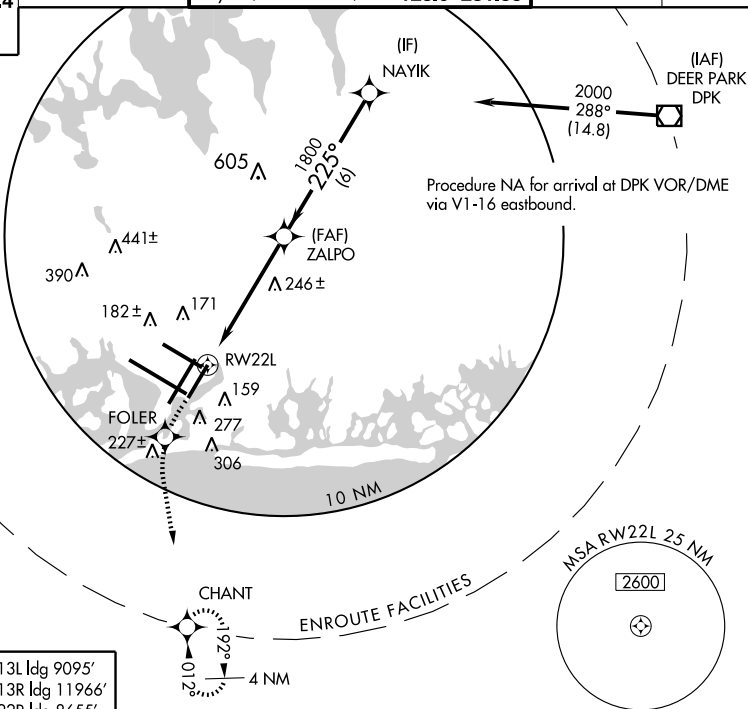 (IF)
NAYIK
(IAF)
DEER PARK
DPK
2000
288°
(14.8)
1800
225°
(6)
605
Procedure NA for arrival at DPK VOR/DME
via V1-16 eastbound.
(FAF)
ZALPO
441±
390
246±
182±
171
RW22L
159
FOLER
277
227±
306
10 NM
MSA RW22L 25 NM
2600
CHANT
ENROUTE FACILITIES
192°
012°
4 NM
13L ldg 9095'
13R ldg 11966'